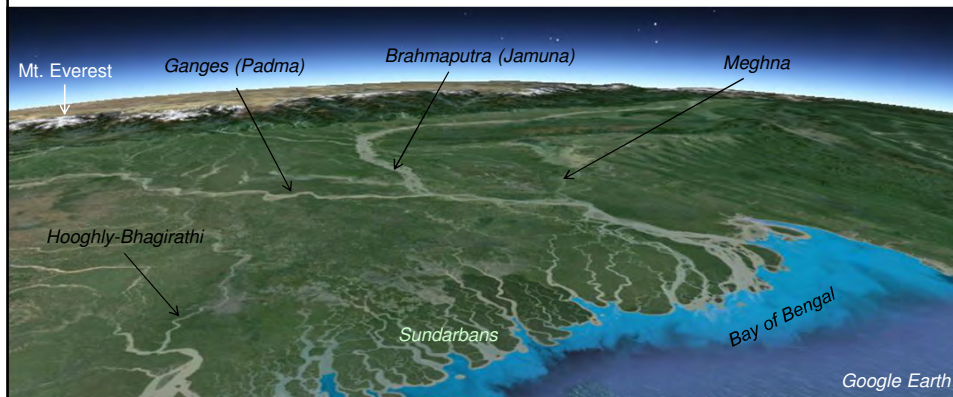 Brahmaputra (Jamuna)
Ganges (Padma)
Meghna
Mt. Everest
Hooghly-Bhagirathi
Sundarbans
Bay of Bengal
Google Earth